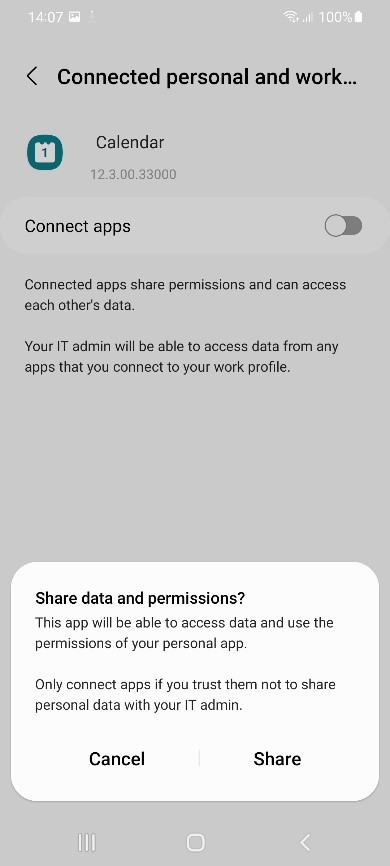 14:07 100%
Connected personal and work...
1
Calendar
12.3.00.33000
Connect apps
Connected apps share permissions and can access
each other's data.
Your IT admin will be able to access data from any
apps that you connect to your work profile.
Share data and permissions?
This app will be able to access data and use the
permissions of your personal app.
Only connect apps if you trust them not to share
personal data with your IT admin.
Cancel Share